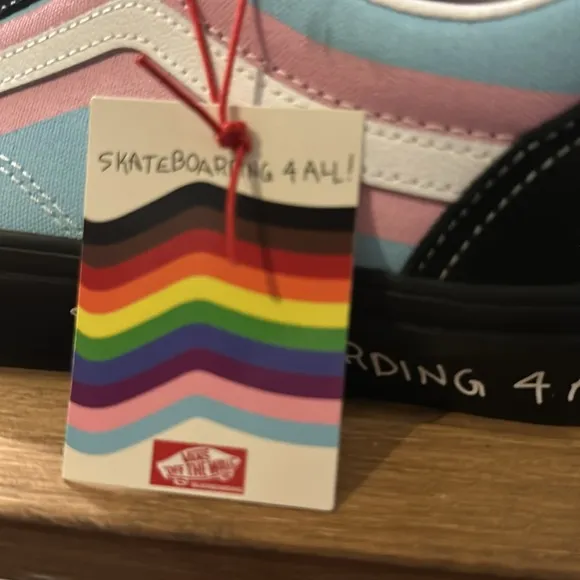 SKATEBOARDING 4 ALL!
RDING 4 A
VANS
"OFF THE WALL"